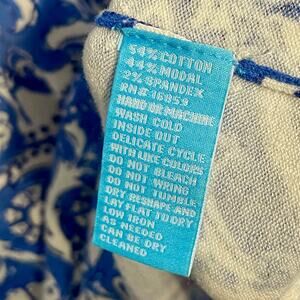 54% COTTON
44% MODAL
2% SPANDEX
RN# 16859
HAND OR MACHINE
WASH COLD
INSIDE OUT
DELICATE CYCLE
WITH LIKE COLORS
DO NOT BLEACH
DO NOT WRING
DO NOT TUMBLE
DRY RESHAPE AND
LAY FLAT TO DRY
LOW IRON
AS NEEDED
CAN BE DRY
CLEANED